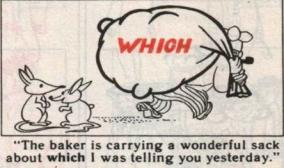 WHICH
"The baker is carrying a wonderful sack
about which I was telling you yesterday."